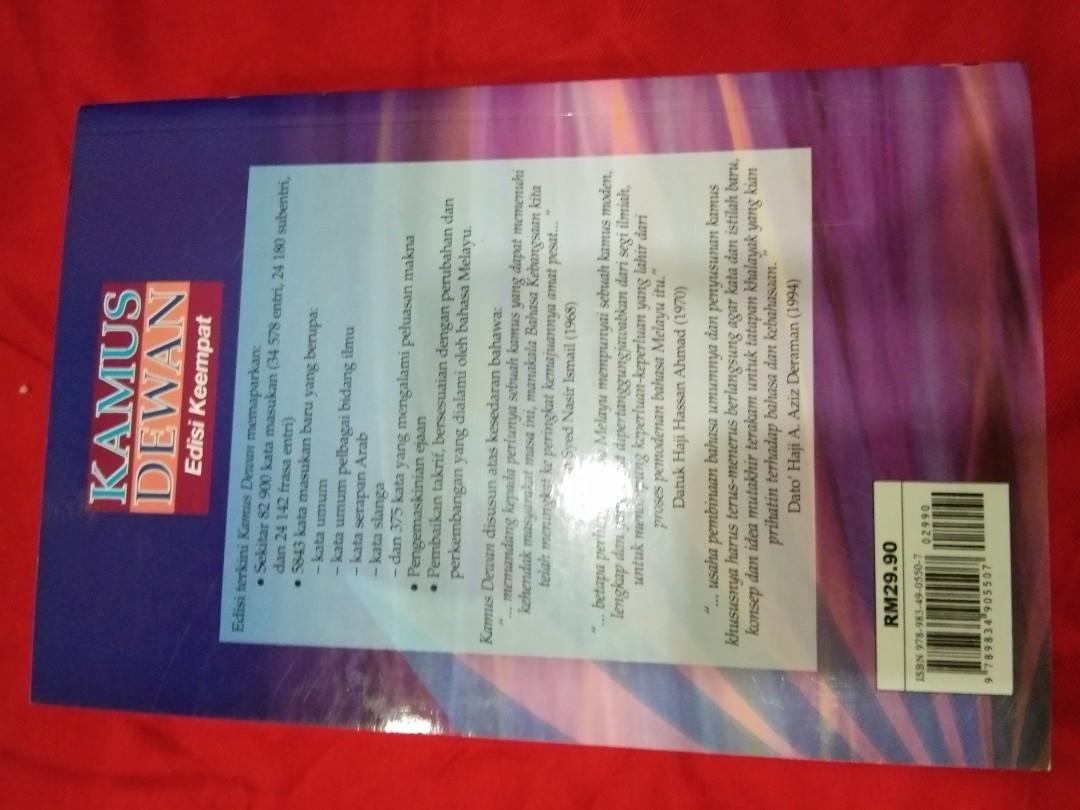 KAMUS
DEWAN
Edisi Keempat
Edisi terkini Kamus Dewan memaparkan:
• Sekitar 82 900 kata masukan (34 578 entri, 24 180 subentri,
dan 24 142 frasa entri)
• 5843 kata masukan baru yang berupa:
– kata umum
– kata umum pelbagai bidang ilmu
– kata serapan Arab
– kata slanga
– dan 375 kata yang mengalami peluasan makna
• Pengemaskinian ejaan
• Pembaikan takrif, bersesuaian dengan perubahan dan
perkembangan yang dialami oleh bahasa Melayu.
Kamus Dewan disusun atas kesedaran bahawa:
"... memandang kepada perlunya sebuah kamus yang dapat memenuhi
kehendak masyarakat masa ini, manakala Bahasa Kebangsaan kita
telah meningkat ke peringkat kemajuannya amat pesat..."
Syed Nasir Ismail (1968)
"... betapa Melayu mempunyai sebuah kamus moden,
lengkap dan dipertanggungjawabkan dari segi ilmiah,
untuk keperluan-keperluan yang lahir dari
proses pemodenan bahasa Melayu itu."
Datuk Haji Hassan Ahmad (1970)
"... usaha pembinaan bahasa umumnya dan penyusunan kamus
khususnya harus terus-menerus berlangsung agar kata dan istilah baru,
konsep dan idea mutakhir terakam untuk tatapan khalayak yang kian
prihatin terhadap bahasa dan kebahasaan."
Dato' Haji A. Aziz Deraman (1994)
RM29.90
ISBN 978-983-49-0550-7
02990
9 789834 905507